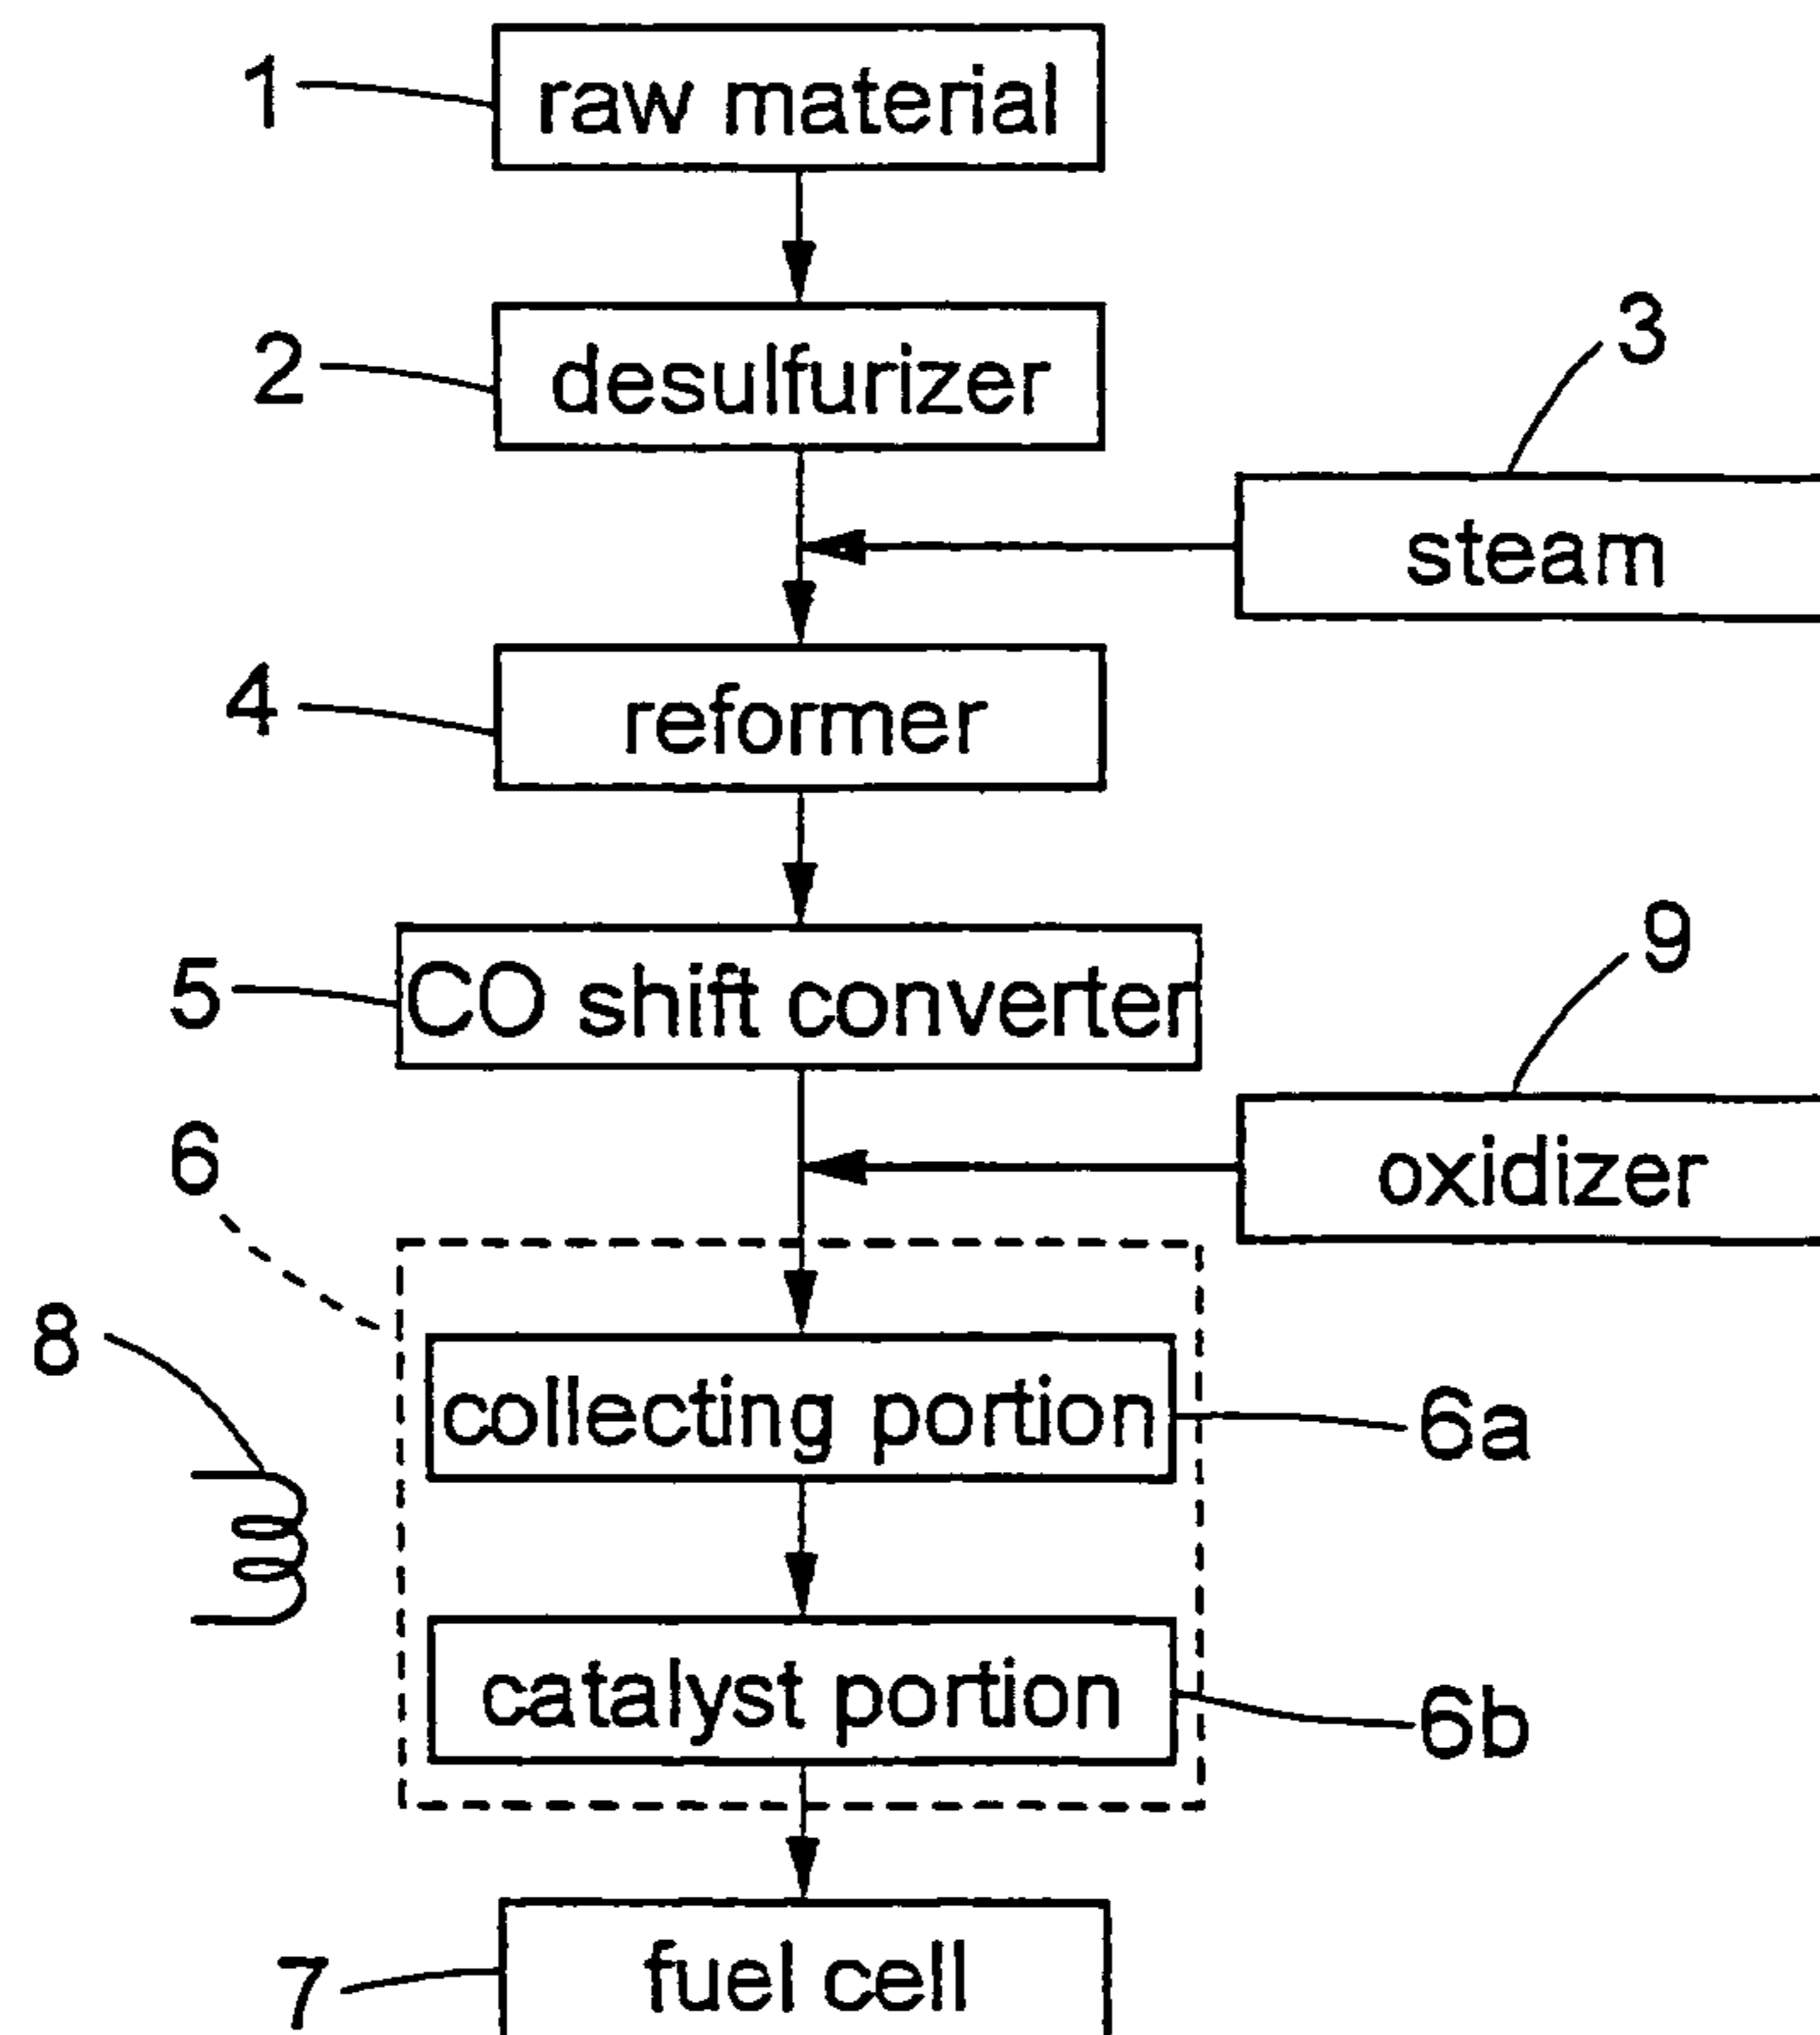 1
raw material
2
desulfurizer
3
steam
4
reformer
5
CO shift converter
9
oxidizer
6
8
collecting portion
6a
catalyst portion
6b
7
fuel cell